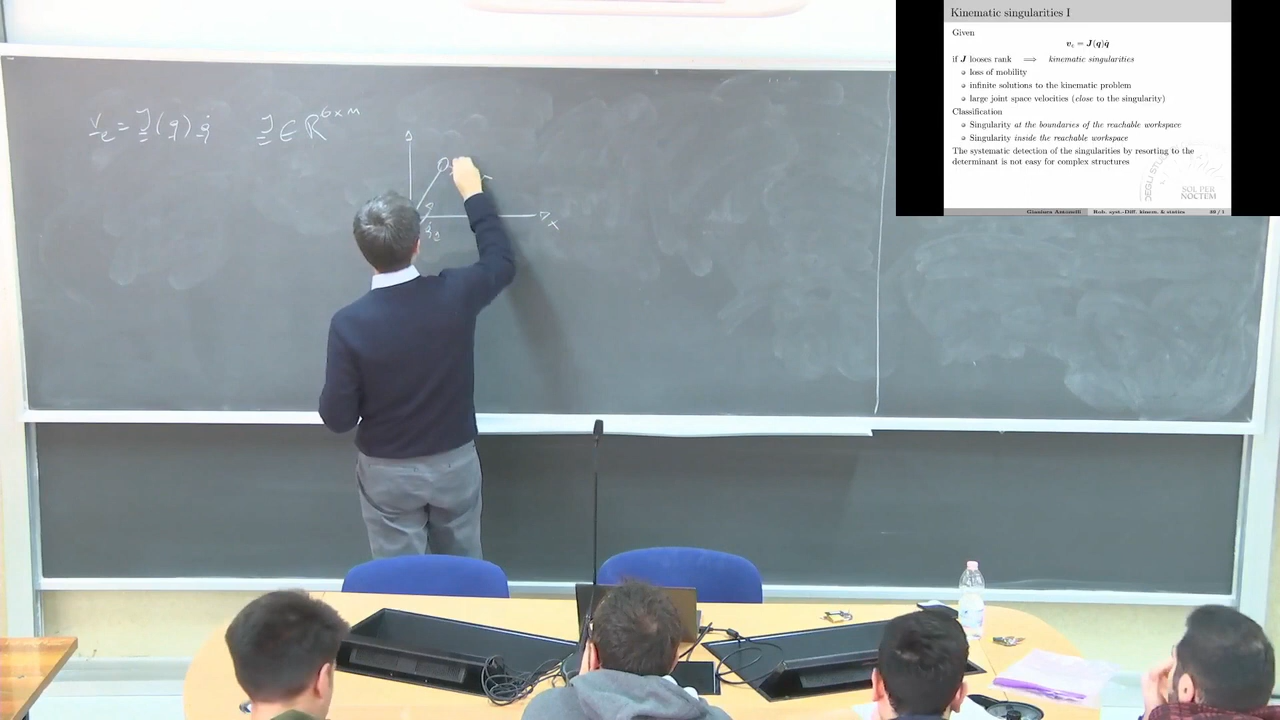 v_e = J(q) q̇ J ∈ R^{6×n}
q_1
x
Kinematic singularities I
Given
v_e = J(q)q̇
if J looses rank ⟹ kinematic singularities
loss of mobility
infinite solutions to the kinematic problem
large joint space velocities (close to the singularity)
Classification
Singularity at the boundaries of the reachable workspace
Singularity inside the reachable workspace
The systematic detection of the singularities by resorting to the
determinant is not easy for complex structures
DEGLI STU
SOL PER
NOCTEM
Gianluca Antonelli Rob. syst.-Diff. kinem. & statics